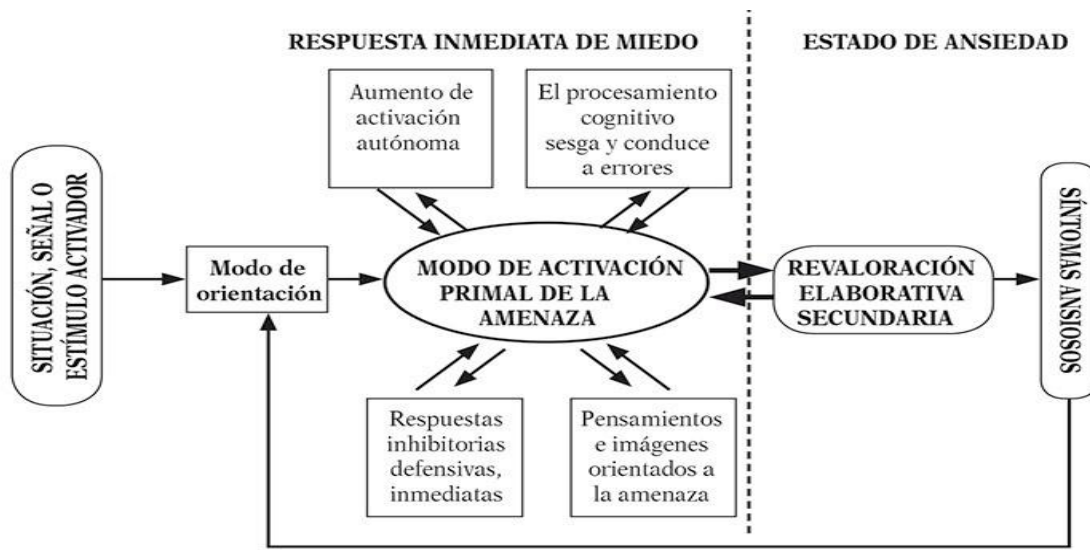 RESPUESTA INMEDIATA DE MIEDO
ESTADO DE ANSIEDAD
SITUACIÓN, SEÑAL O
ESTÍMULO ACTIVADOR
Modo de
orientación
Aumento de
activación
autónoma
El procesamiento
cognitivo
sesga y conduce
a errores
MODO DE ACTIVACIÓN
PRIMAL DE LA
AMENAZA
Respuestas
inhibitorias
defensivas,
inmediatas
Pensamientos
e imágenes
orientados a
la amenaza
REVALORACIÓN
ELABORATIVA
SECUNDARIA
SÍNTOMAS ANSIOSOS